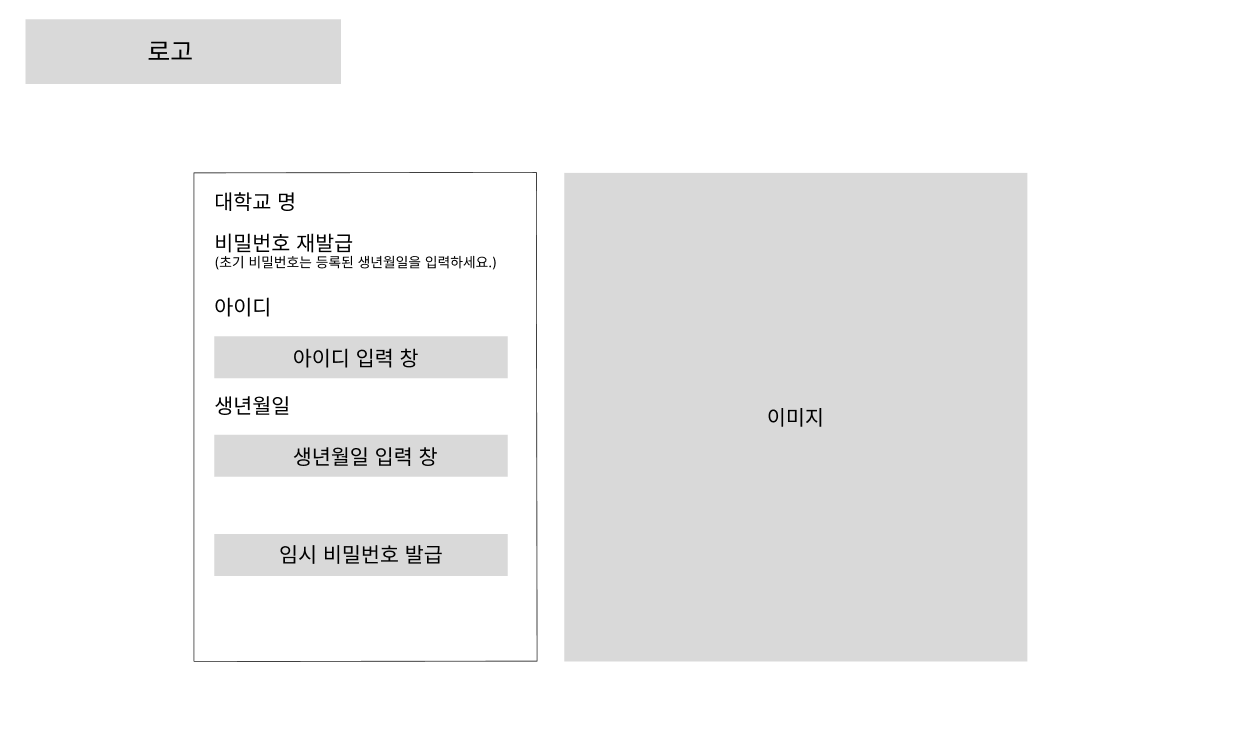 로고
대학교 명
비밀번호 재발급
(초기 비밀번호는 등록된 생년월일을 입력하세요.)
아이디
아이디 입력 창
생년월일
생년월일 입력 창
임시 비밀번호 발급
이미지